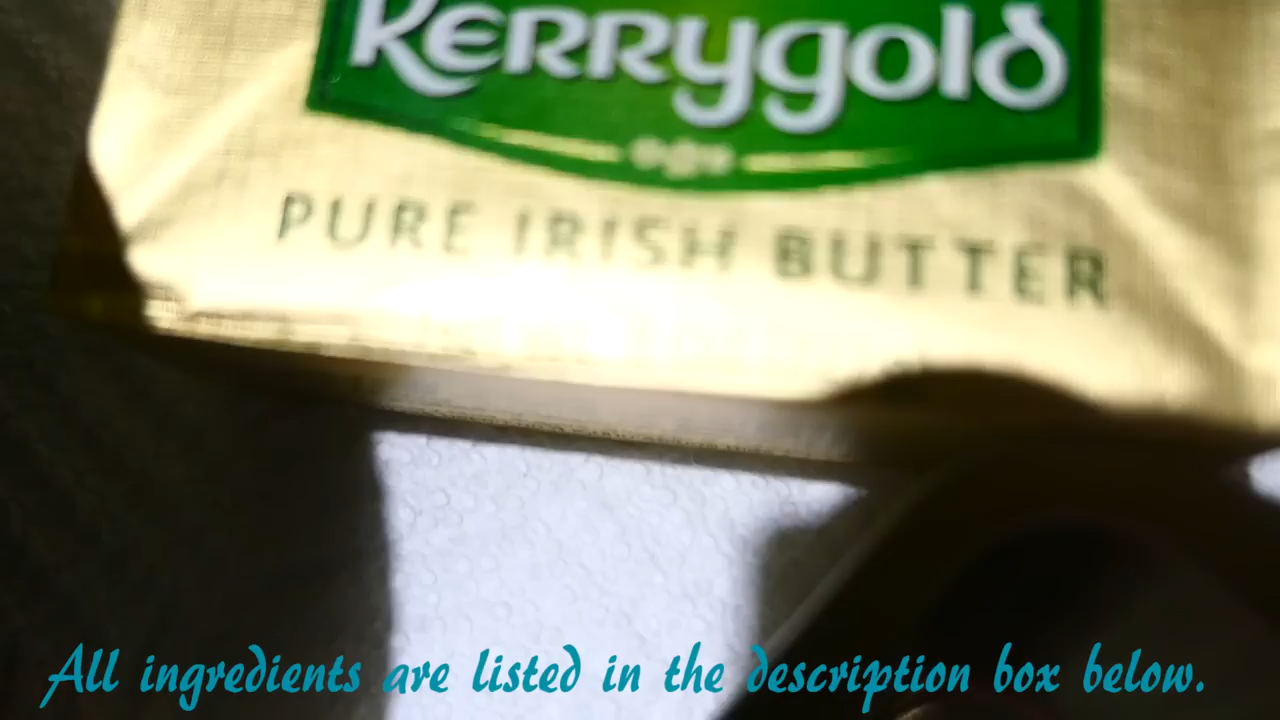 Kerrygold
PURE IRISH BUTTER
All ingredients are listed in the description box below.